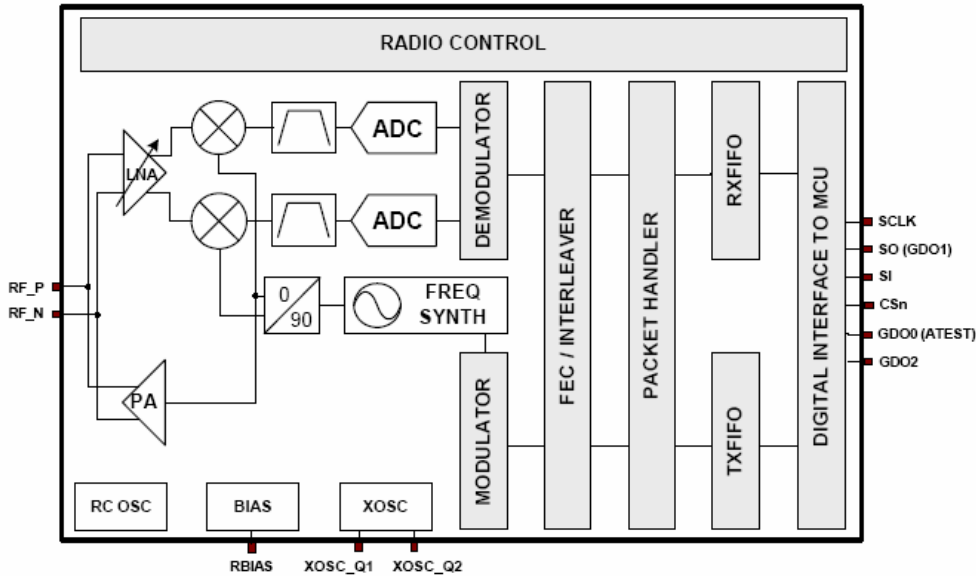 RADIO CONTROL
LNA
ADC
ADC
DEMODULATOR
FEC / INTERLEAVER
PACKET HANDLER
RXFIFO
DIGITAL INTERFACE TO MCU
SCLK
SO (GDO1)
SI
CSn
GDO0 (ATEST)
GDO2
RF_P
RF_N
0
90
FREQ
SYNTH
PA
MODULATOR
TXFIFO
RC OSC
BIAS
XOSC
RBIAS
XOSC_Q1
XOSC_Q2